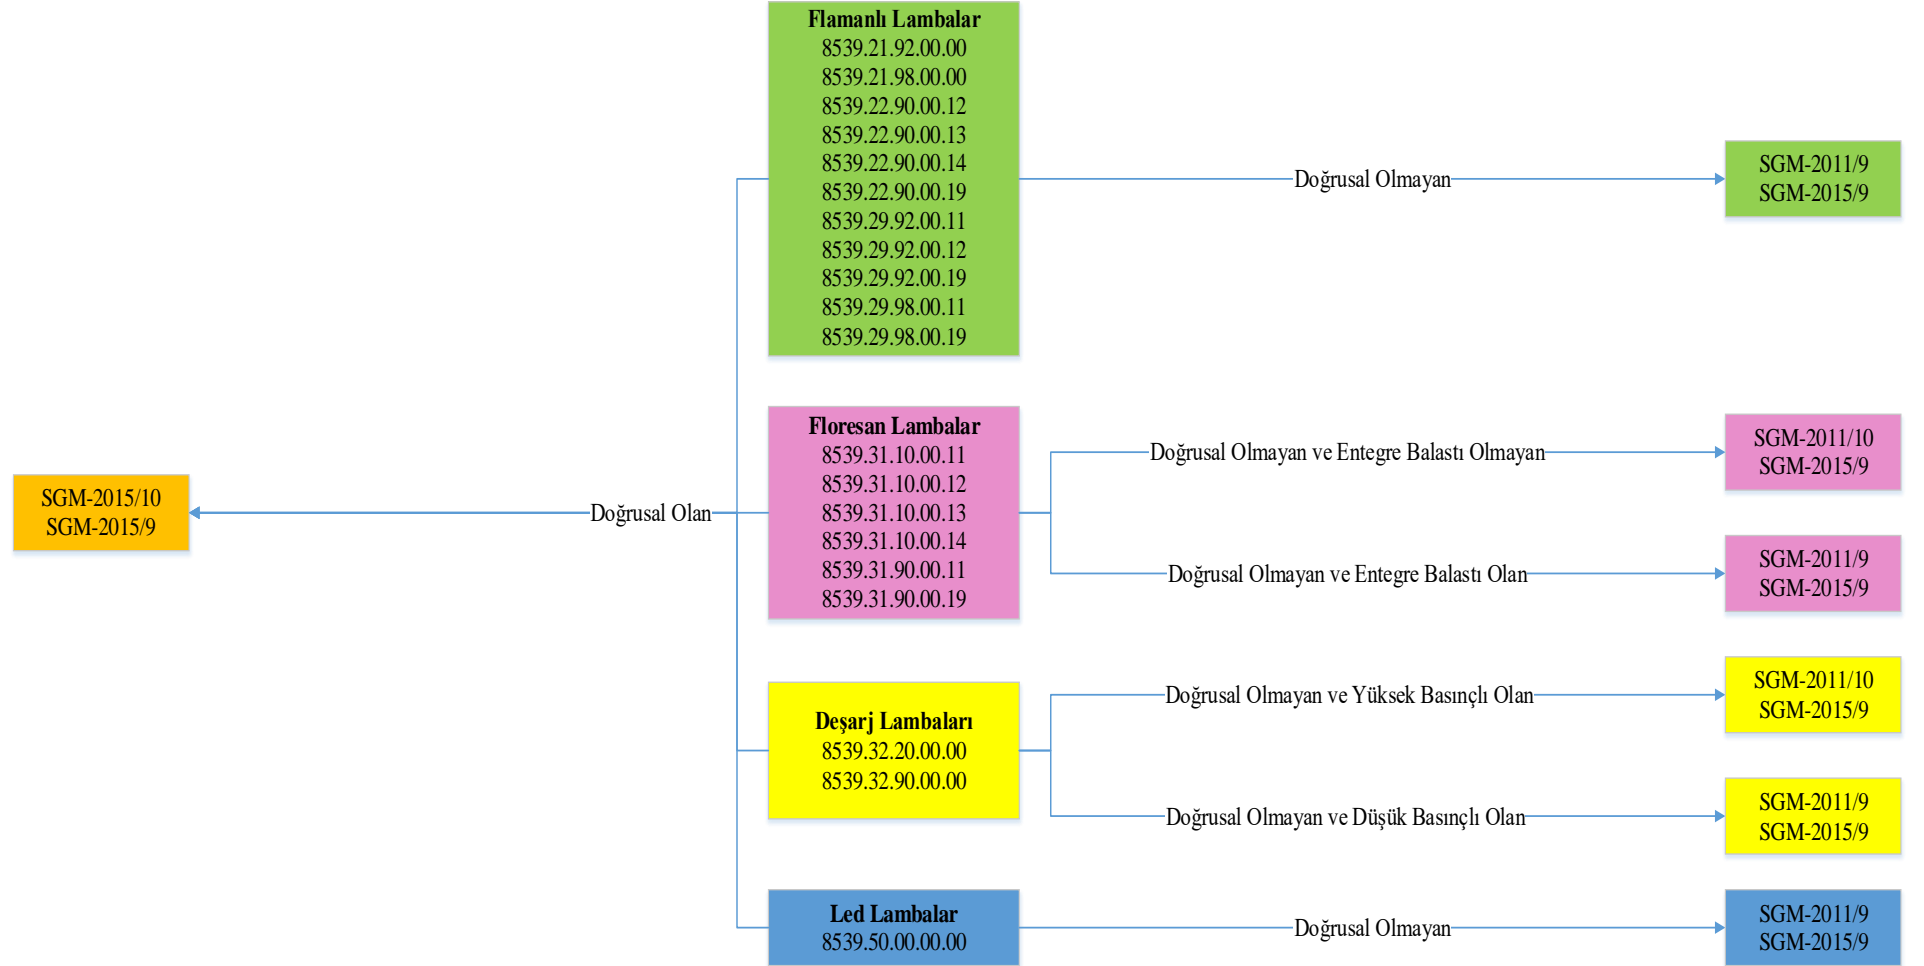 Flamanlı Lambalar
8539.21.92.00.00
8539.21.98.00.00
8539.22.90.00.12
8539.22.90.00.13
8539.22.90.00.14
8539.22.90.00.19
8539.29.92.00.11
8539.29.92.00.12
8539.29.92.00.19
8539.29.98.00.11
8539.29.98.00.19
Doğrusal Olmayan
SGM-2011/9
SGM-2015/9
SGM-2015/10
SGM-2015/9
Doğrusal Olan
Floresan Lambalar
8539.31.10.00.11
8539.31.10.00.12
8539.31.10.00.13
8539.31.10.00.14
8539.31.90.00.11
8539.31.90.00.19
Doğrusal Olmayan ve Entegre Balastı Olmayan
SGM-2011/10
SGM-2015/9
Doğrusal Olmayan ve Entegre Balastı Olan
SGM-2011/9
SGM-2015/9
Deşarj Lambaları
8539.32.20.00.00
8539.32.90.00.00
Doğrusal Olmayan ve Yüksek Basınçlı Olan
SGM-2011/10
SGM-2015/9
Doğrusal Olmayan ve Düşük Basınçlı Olan
SGM-2011/9
SGM-2015/9
Led Lambalar
8539.50.00.00.00
Doğrusal Olmayan
SGM-2011/9
SGM-2015/9